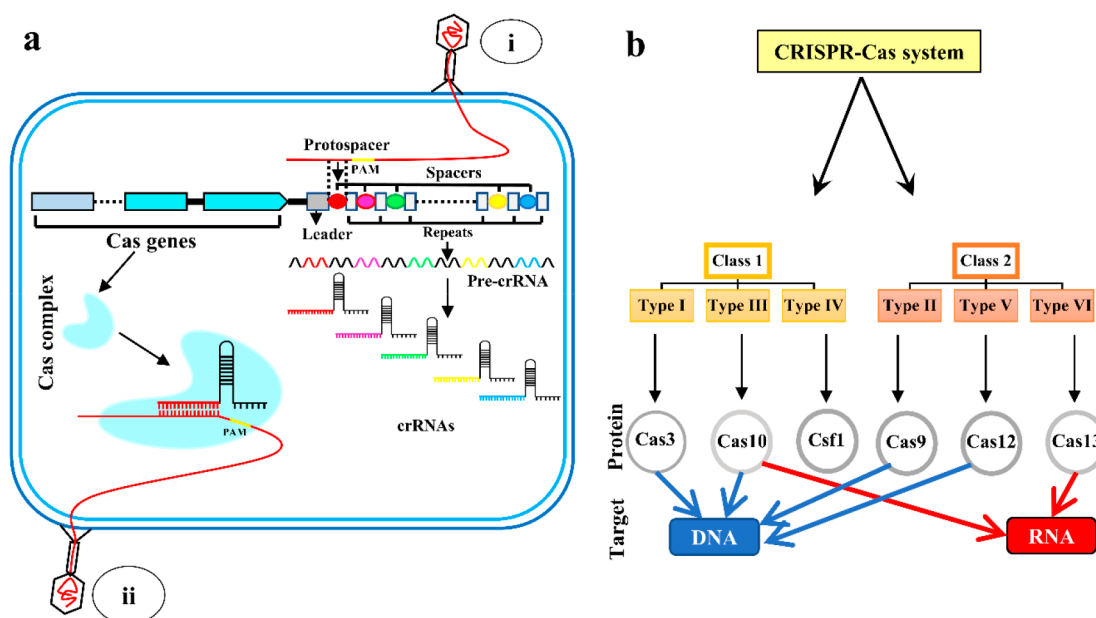 a
i
Protospacer
PAM
Spacers
Cas genes
Leader
Repeats
Pre-crRNA
Cas complex
PAM
crRNAs
ii
b
CRISPR-Cas system
Class 1
Class 2
Type I
Type III
Type IV
Type II
Type V
Type VI
Protein
Cas3
Cas10
Csf1
Cas9
Cas12
Cas13
Target
DNA
RNA